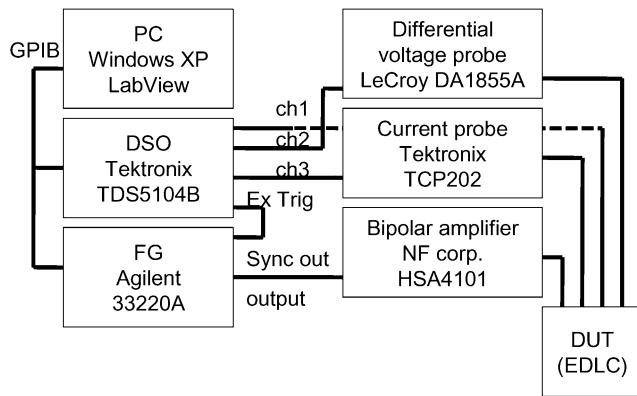 GPIB
PC
Windows XP
LabView
Differential
voltage probe
LeCroy DA1855A
ch1
ch2
ch3
DSO
Tektronix
TDS5104B
Current probe
Tektronix
TCP202
Ex Trig
FG
Agilent
33220A
Sync out
output
Bipolar amplifier
NF corp.
HSA4101
DUT
(EDLC)